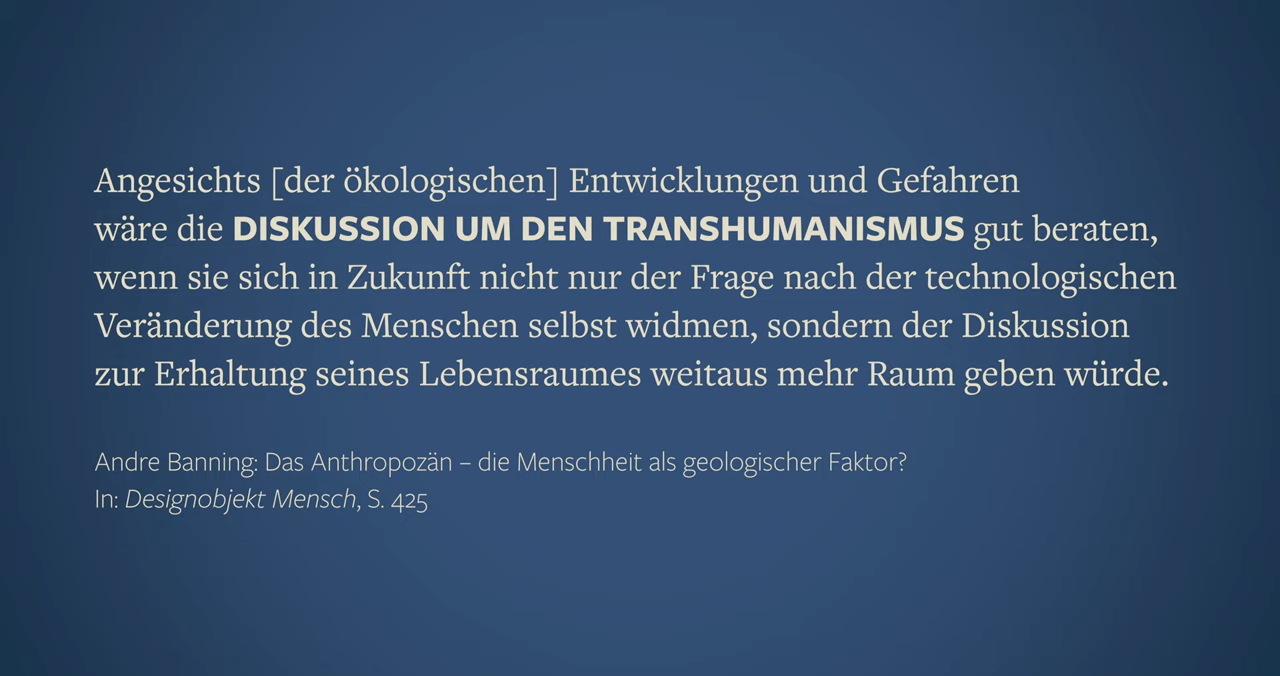 Angesichts [der ökologischen] Entwicklungen und Gefahren
wäre die DISKUSSION UM DEN TRANSHUMANISMUS gut beraten,
wenn sie sich in Zukunft nicht nur der Frage nach der technologischen
Veränderung des Menschen selbst widmen, sondern der Diskussion
zur Erhaltung seines Lebensraumes weitaus mehr Raum geben würde.
Andre Banning: Das Anthropozän – die Menschheit als geologischer Faktor?
In: Designobjekt Mensch, S. 425